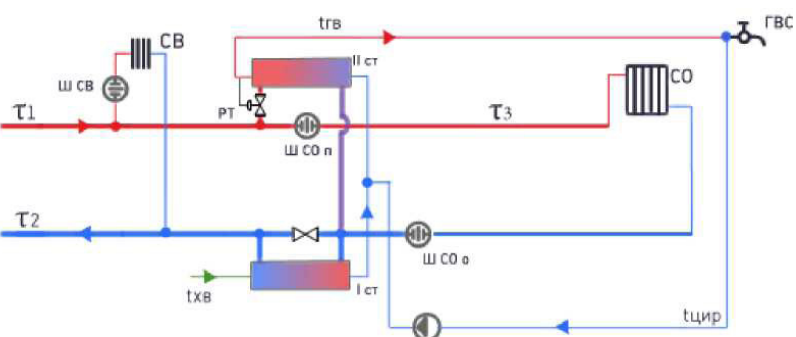 tгв
ГВС
СВ
II ст
СО
Ш СВ
τ1
РТ
τ3
Ш СО п
τ2
Ш СО о
tхв
I ст
tцир